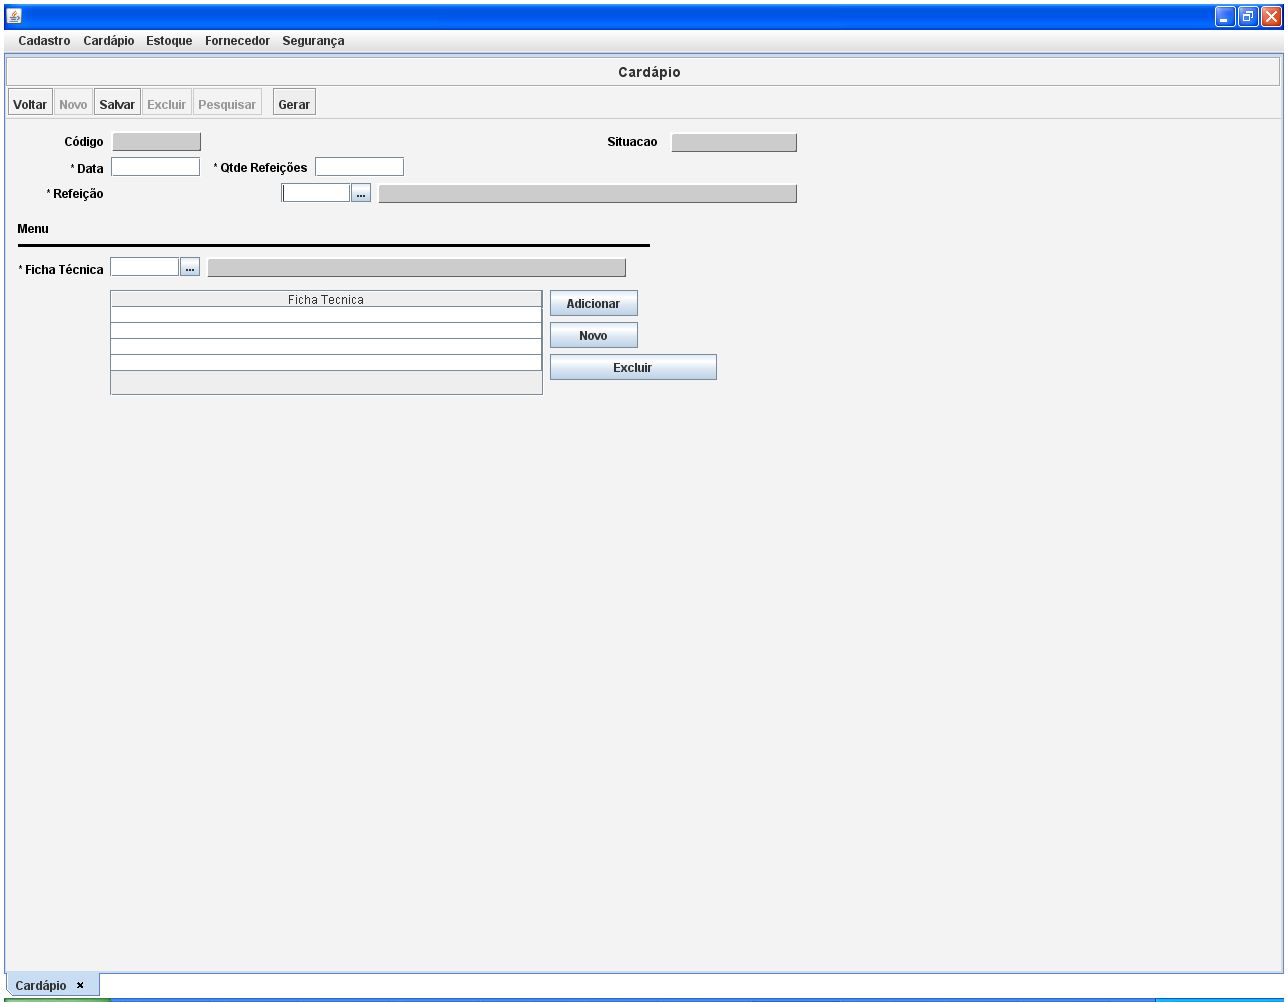 Cadastro Cardápio Estoque Fornecedor Segurança
Cardápio
Voltar Novo Salvar Excluir Pesquisar Gerar
Código Situacao
* Data * Qtde Refeições
* Refeição ...
Menu
* Ficha Técnica ...
Ficha Tecnica
Adicionar
Novo
Excluir
Cardápio ×